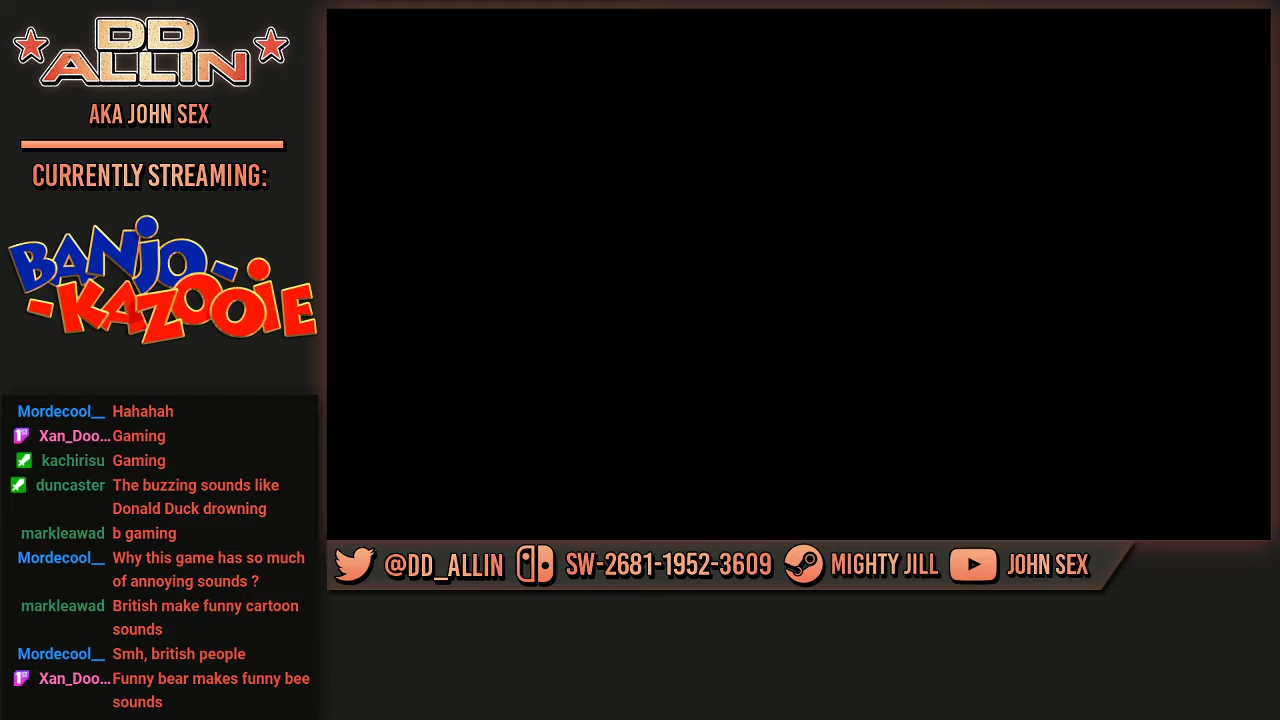 DD
ALLIN
AKA JOHN SEX
CURRENTLY STREAMING:
BANJO-
-KAZOOIE
Mordecool__ Hahahah
Xan_Doo... Gaming
kachirisu Gaming
duncaster The buzzing sounds like
Donald Duck drowning
markleawad b gaming
Mordecool__ Why this game has so much
of annoying sounds ?
markleawad British make funny cartoon
sounds
Mordecool__ Smh, british people
Xan_Doo... Funny bear makes funny bee
sounds
@DD_ALLIN SW-2681-1952-3609 MIGHTY JILL JOHN SEX